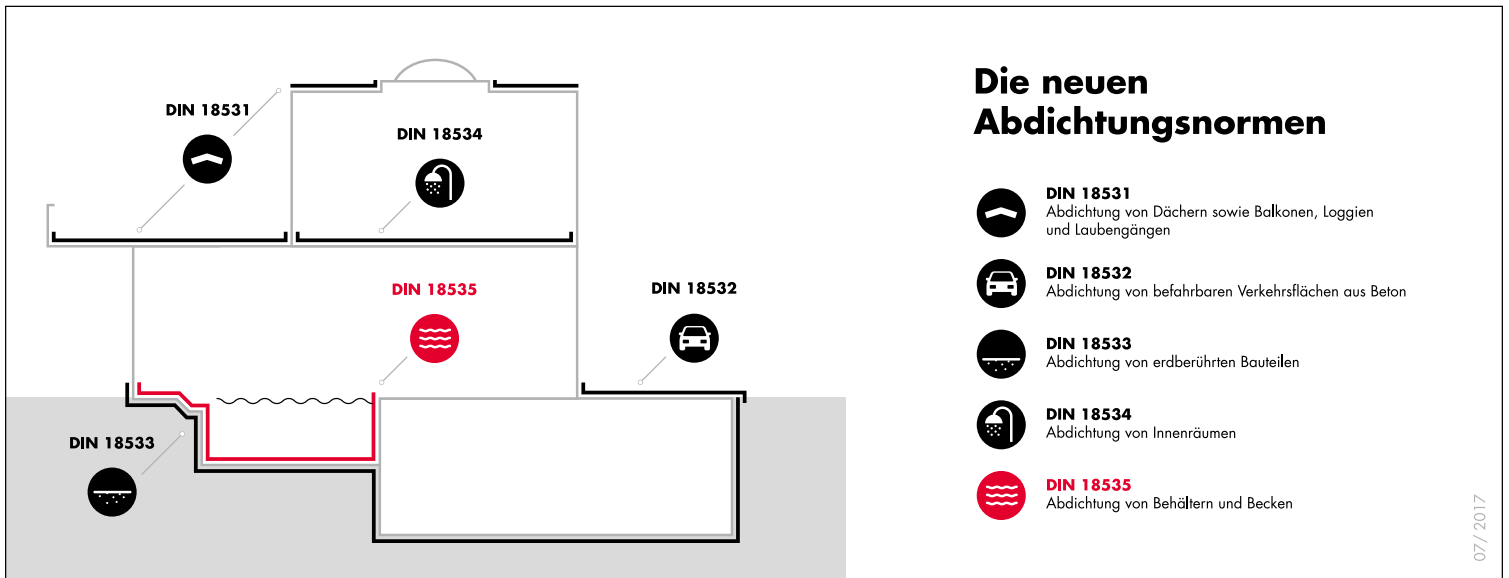 DIN 18531
DIN 18534
DIN 18535
DIN 18532
DIN 18533
Die neuen
Abdichtungsnormen
DIN 18531
Abdichtung von Dächern sowie Balkonen, Loggien
und Laubengängen
DIN 18532
Abdichtung von befahrbaren Verkehrsflächen aus Beton
DIN 18533
Abdichtung von erdberührten Bauteilen
DIN 18534
Abdichtung von Innenräumen
DIN 18535
Abdichtung von Behältern und Becken
07/2017